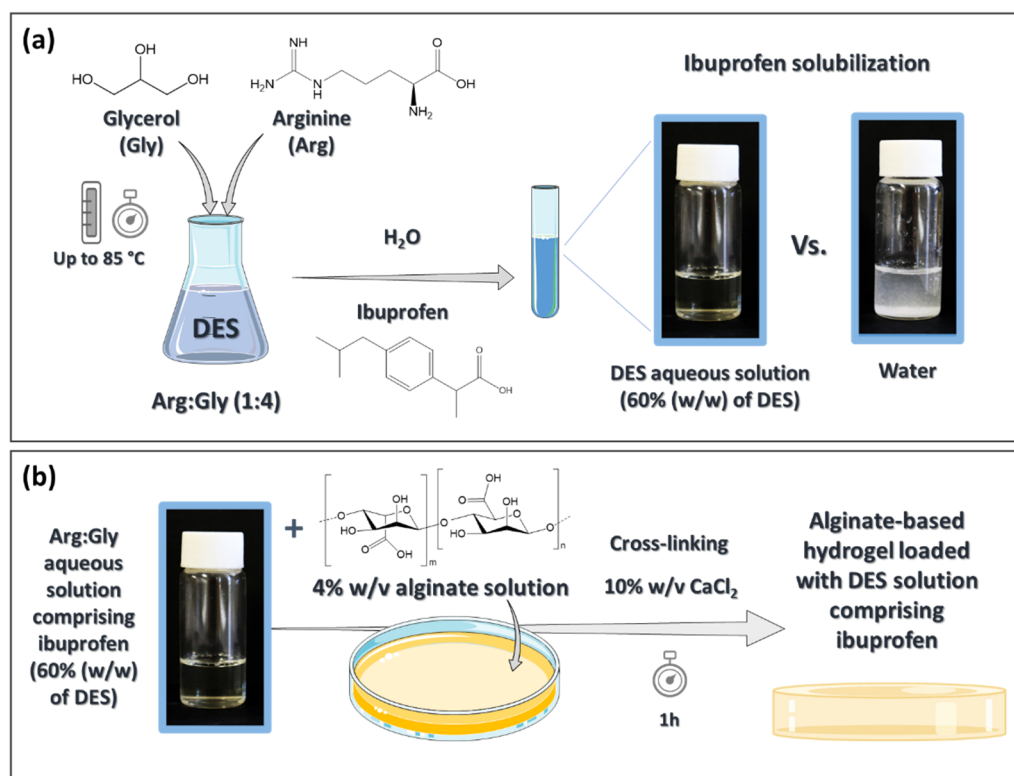 (a)
OH
HO
OH
Glycerol
(Gly)
NH
H₂N
N
H
O
OH
NH₂
Arginine
(Arg)
Up to 85 °C
DES
Arg:Gly (1:4)
H₂O
Ibuprofen
O
OH
Ibuprofen solubilization
Vs.
DES aqueous solution
(60% (w/w) of DES)
Water
(b)
Arg:Gly
aqueous
solution
comprising
ibuprofen
(60% (w/w)
of DES)
+
O
OH
O
HO
O
OH
m
O
OH
OH
O
O
HO
O
n
4% w/v alginate solution
Cross-linking
10% w/v CaCl₂
1h
Alginate-based
hydrogel loaded
with DES solution
comprising
ibuprofen